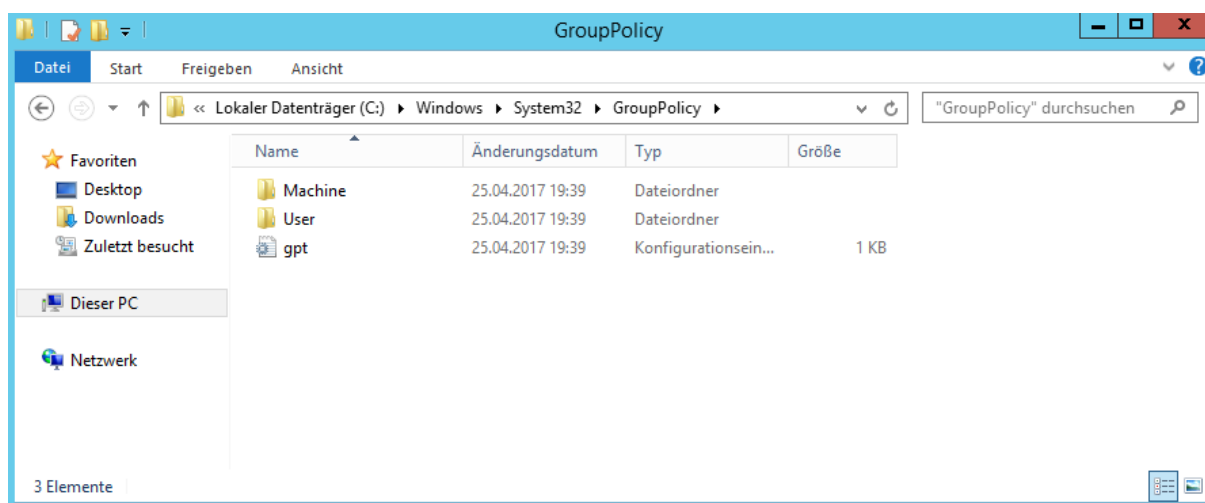 GroupPolicy
Datei Start Freigeben Ansicht
« Lokaler Datenträger (C:) Windows System32 GroupPolicy "GroupPolicy" durchsuchen
Favoriten
Desktop
Downloads
Zuletzt besucht
Dieser PC
Netzwerk
Name Änderungsdatum Typ Größe
Machine 25.04.2017 19:39 Dateiordner
User 25.04.2017 19:39 Dateiordner
gpt 25.04.2017 19:39 Konfigurationsein... 1 KB
3 Elemente